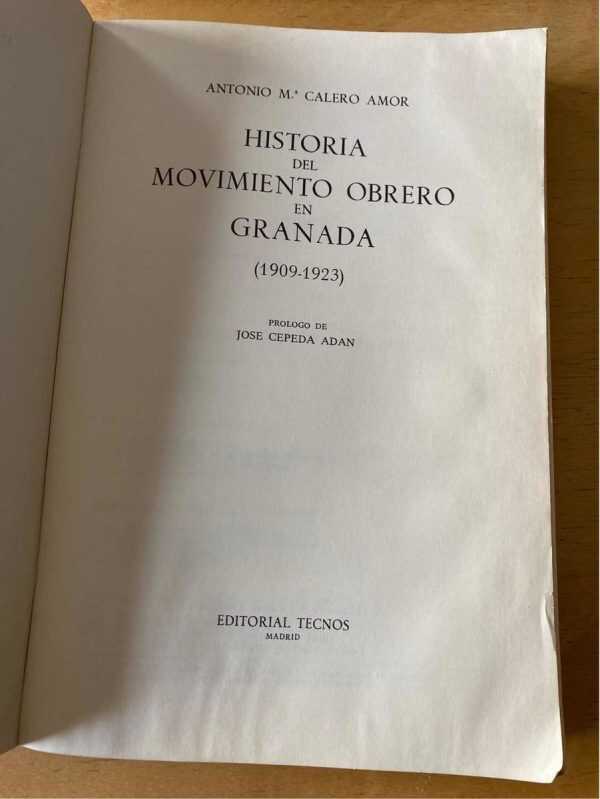 ANTONIO M.ª CALERO AMOR
HISTORIA
DEL
MOVIMIENTO OBRERO
EN
GRANADA
(1909-1923)
PROLOGO DE
JOSE CEPEDA ADAN
EDITORIAL TECNOS
MADRID